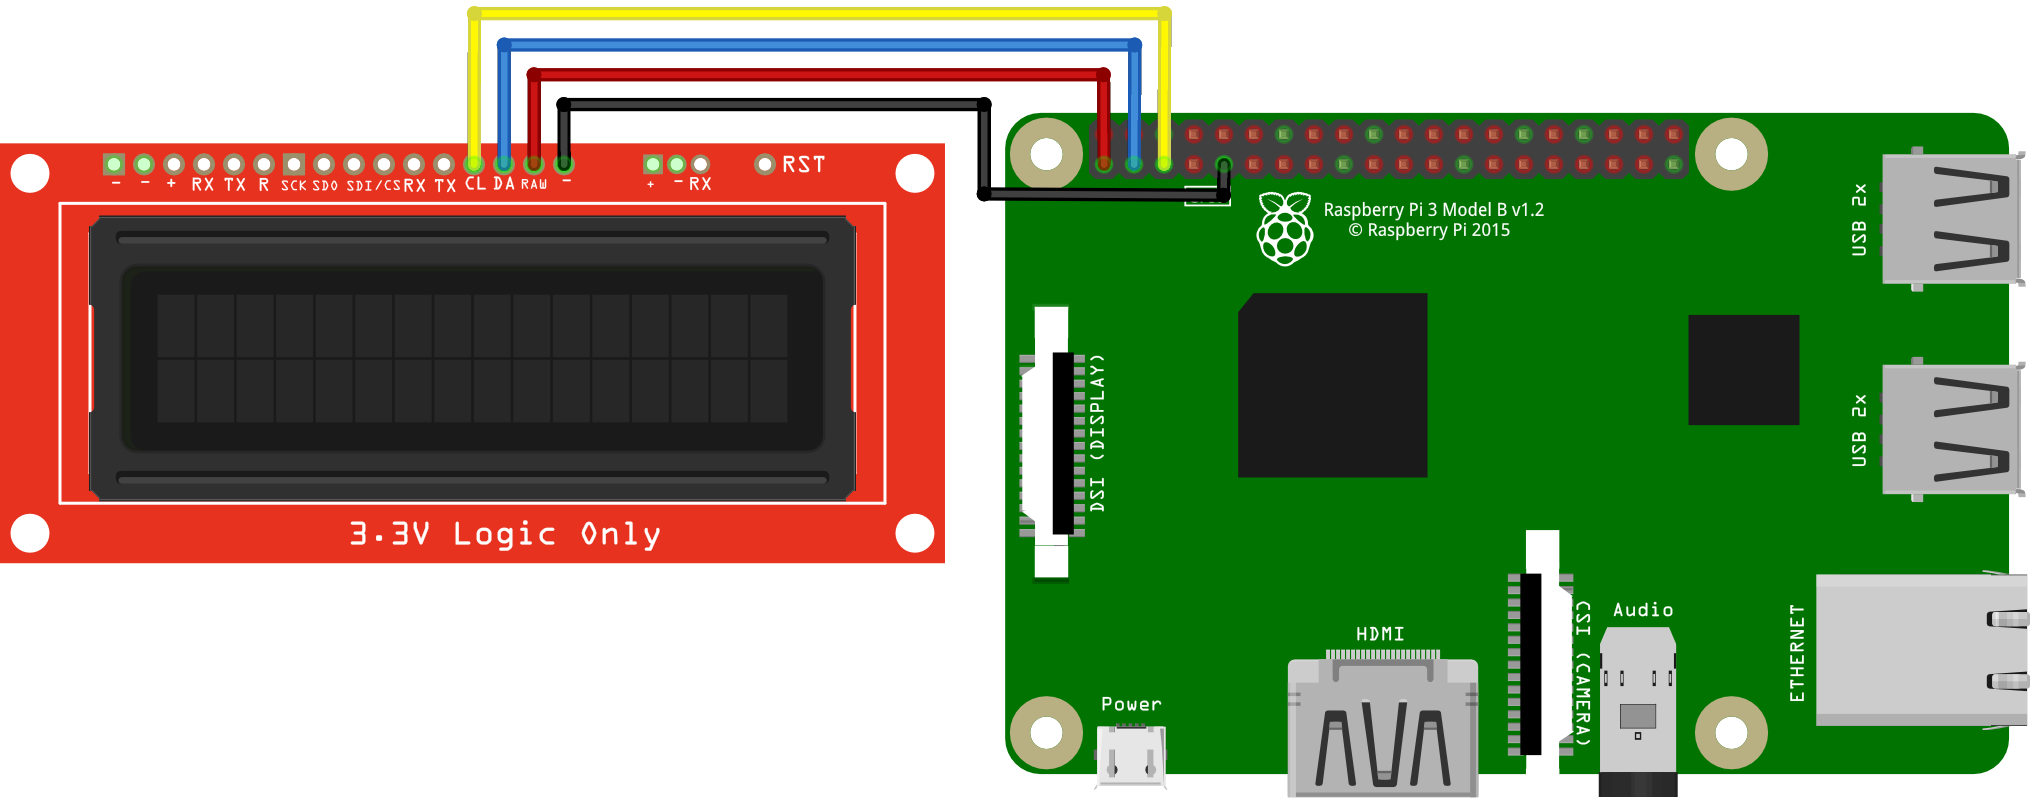 - - + RX TX R SCK SDO SDI/CS RX TX CL DA RAW -
+ - RX
RST
3.3V Logic Only
Raspberry Pi 3 Model B v1.2
© Raspberry Pi 2015
USB 2x
USB 2x
DSI (DISPLAY)
ETHERNET
CSI (CAMERA)
Audio
HDMI
Power